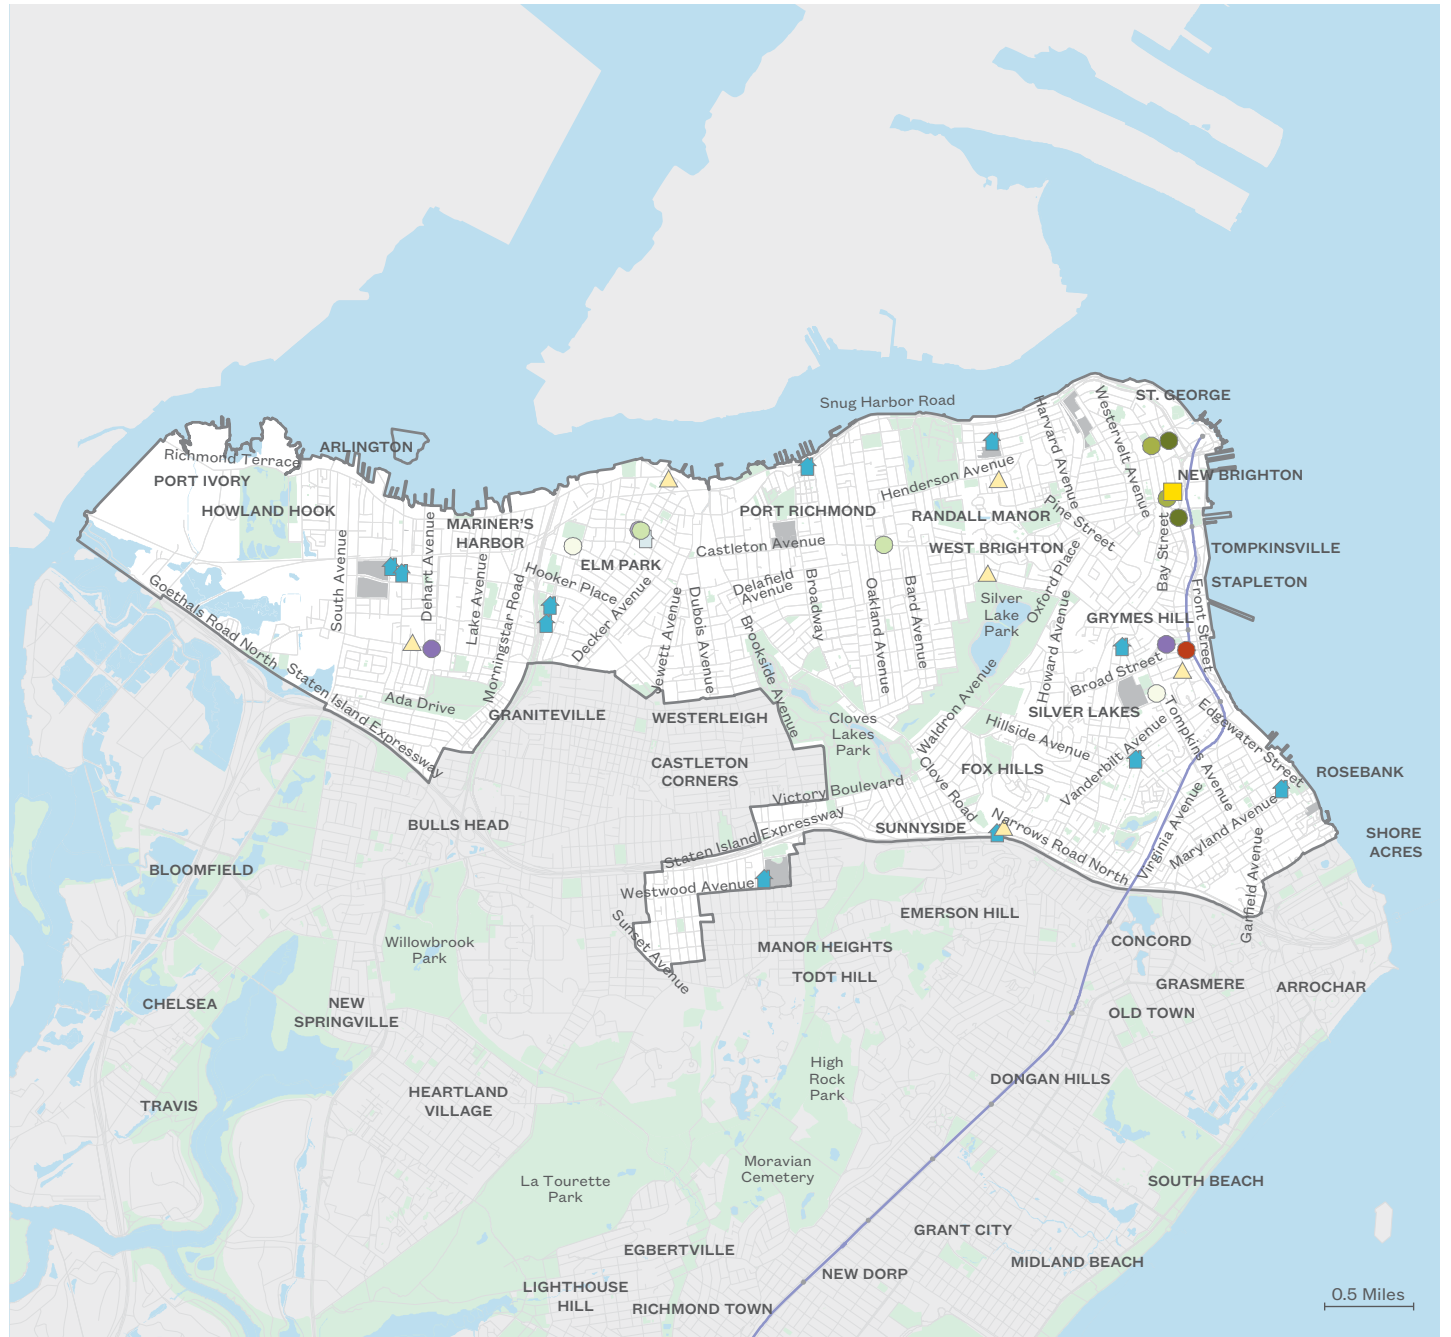 Snug Harbor Road
ST. GEORGE
Harvard Avenue
Westervelt Avenue
ARLINGTON
Richmond Terrace
PORT IVORY
HOWLAND HOOK
NEW BRIGHTON
Henderson Avenue
PORT RICHMOND
RANDALL MANOR
Pine Street
MARINER'S
HARBOR
South Avenue
Dehart Avenue
Lake Avenue
Morningstar Road
Hooker Place
ELM PARK
Decker Avenue
Castleton Avenue
WEST BRIGHTON
Bay Street
TOMPKINSVILLE
STAPLETON
Delafield
Avenue
Broadway
Oakland Avenue
Bard Avenue
Silver
Lake
Park
Oxford Place
Howard Avenue
GRYMES HILL
Front Street
Jewett Avenue
Dubois Avenue
Brookside Avenue
Goethals Road North
Staten Island Expressway
Ada Drive
GRANITEVILLE
WESTERLEIGH
Cloves
Lakes
Park
Waldron Avenue
Broad Street
SILVER LAKES
Hillside Avenue
Vanderbilt Avenue
Tompkins Avenue
Edgewater Street
CASTLETON
CORNERS
FOX HILLS
Clove Road
ROSEBANK
Victory Boulevard
Staten Island Expressway
SUNNYSIDE
Narrows Road North
Virginia Avenue
Maryland Avenue
Garfield Avenue
SHORE
ACRES
BULLS HEAD
BLOOMFIELD
Westwood Avenue
Sunset Avenue
EMERSON HILL
Willowbrook
Park
MANOR HEIGHTS
TODT HILL
CONCORD
GRASMERE
ARROCHAR
CHELSEA
NEW
SPRINGVILLE
OLD TOWN
High
Rock
Park
DONGAN HILLS
HEARTLAND
VILLAGE
TRAVIS
Moravian
Cemetery
La Tourette
Park
SOUTH BEACH
GRANT CITY
EGBERTVILLE
MIDLAND BEACH
NEW DORP
LIGHTHOUSE
HILL
RICHMOND TOWN
0.5 Miles